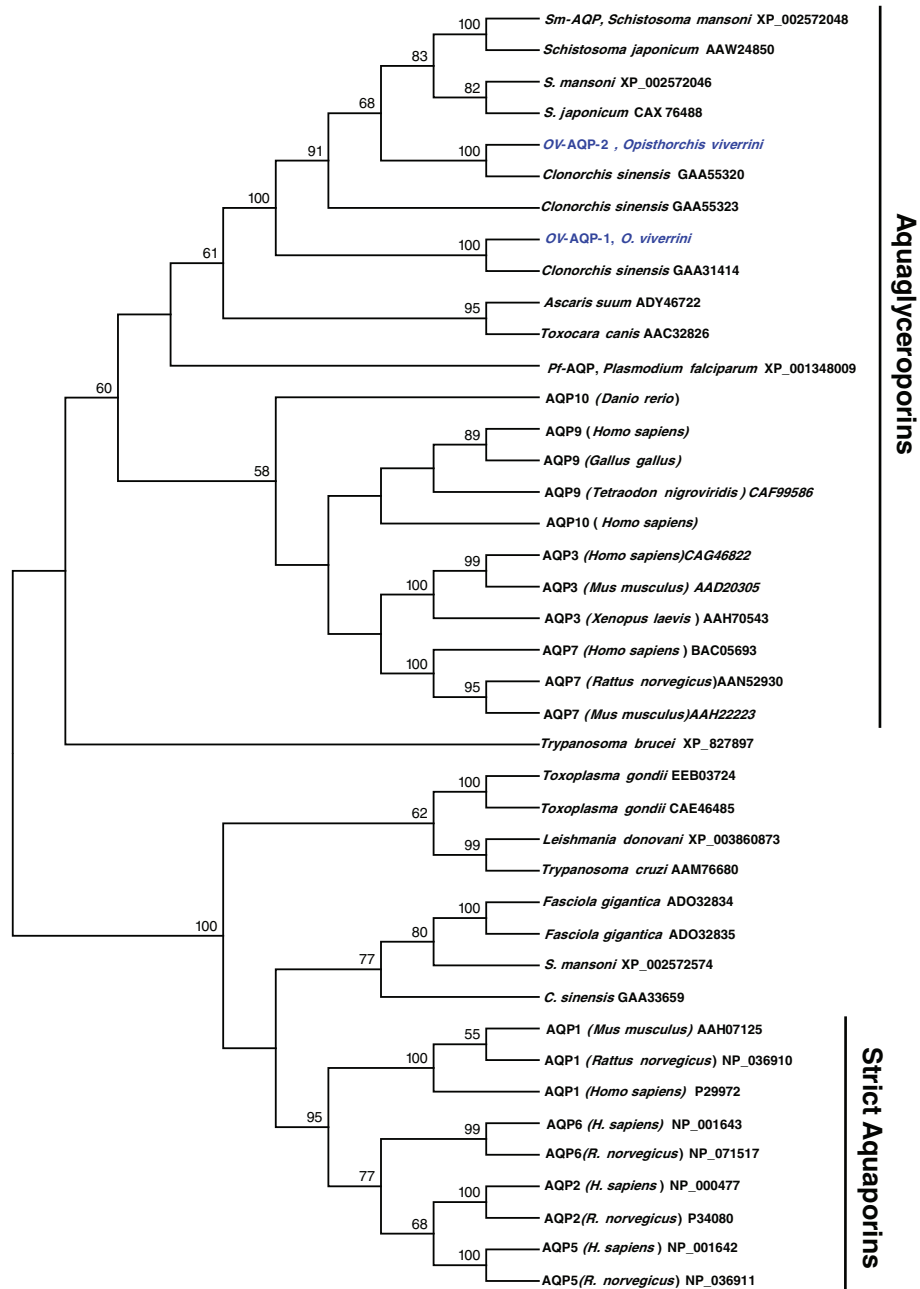 100
Sm-AQP, Schistosoma mansoni XP_002572048
83
Schistosoma japonicum AAW24850
68
82
S. mansoni XP_002572046
S. japonicum CAX 76488
91
100
OV-AQP-2 , Opisthorchis viverrini
Clonorchis sinensis GAA55320
100
Clonorchis sinensis GAA55323
61
100
OV-AQP-1, O. viverrini
Clonorchis sinensis GAA31414
95
Ascaris suum ADY46722
Toxocara canis AAC32826
Pf-AQP, Plasmodium falciparum XP_001348009
60
AQP10 (Danio rerio)
89
AQP9 ( Homo sapiens)
58
AQP9 (Gallus gallus)
AQP9 (Tetraodon nigroviridis ) CAF99586
AQP10 ( Homo sapiens)
99
AQP3 (Homo sapiens)CAG46822
100
AQP3 (Mus musculus) AAD20305
AQP3 (Xenopus laevis ) AAH70543
100
AQP7 (Homo sapiens ) BAC05693
95
AQP7 (Rattus norvegicus)AAN52930
AQP7 (Mus musculus)AAH22223
Aquaglyceroporins
Trypanosoma brucei XP_827897
100
Toxoplasma gondii EEB03724
62
Toxoplasma gondii CAE46485
99
Leishmania donovani XP_003860873
Trypanosoma cruzi AAM76680
100
100
Fasciola gigantica ADO32834
80
Fasciola gigantica ADO32835
77
S. mansoni XP_002572574
C. sinensis GAA33659
55
AQP1 (Mus musculus) AAH07125
100
AQP1 (Rattus norvegicus) NP_036910
AQP1 (Homo sapiens) P29972
95
99
AQP6 (H. sapiens) NP_001643
AQP6(R. norvegicus) NP_071517
77
100
AQP2 (H. sapiens ) NP_000477
68
AQP2(R. norvegicus) P34080
100
AQP5 (H. sapiens ) NP_001642
AQP5(R. norvegicus) NP_036911
Strict Aquaporins